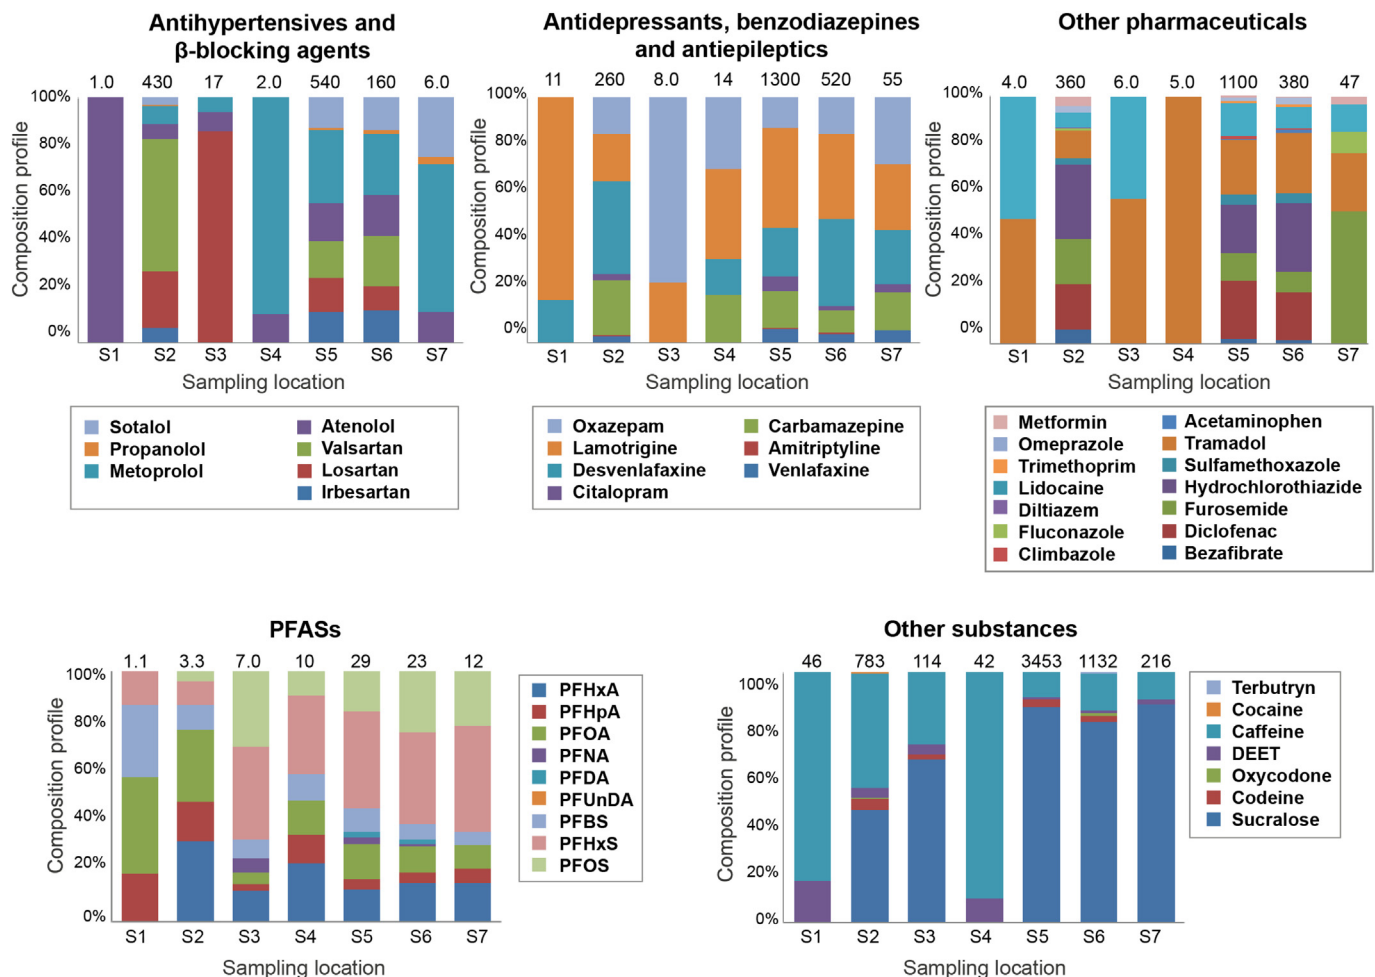 Antihypertensives and
β-blocking agents
1.0 430 17 2.0 540 160 6.0
100%
80%
60%
40%
20%
0%
Composition profile
S1 S2 S3 S4 S5 S6 S7
Sampling location
Sotalol
Propanolol
Metoprolol
Atenolol
Valsartan
Losartan
Irbesartan
Antidepressants, benzodiazepines
and antiepileptics
11 260 8.0 14 1300 520 55
100%
80%
60%
40%
20%
0%
Composition profile
S1 S2 S3 S4 S5 S6 S7
Sampling location
Oxazepam
Lamotrigine
Desvenlafaxine
Citalopram
Carbamazepine
Amitriptyline
Venlafaxine
Other pharmaceuticals
4.0 360 6.0 5.0 1100 380 47
100%
80%
60%
40%
20%
0%
Composition profile
S1 S2 S3 S4 S5 S6 S7
Sampling location
Metformin
Omeprazole
Trimethoprim
Lidocaine
Diltiazem
Fluconazole
Climbazole
Acetaminophen
Tramadol
Sulfamethoxazole
Hydrochlorothiazide
Furosemide
Diclofenac
Bezafibrate
PFASs
1.1 3.3 7.0 10 29 23 12
100%
80%
60%
40%
20%
0%
Composition profile
S1 S2 S3 S4 S5 S6 S7
Sampling location
PFHxA
PFHpA
PFOA
PFNA
PFDA
PFUnDA
PFBS
PFHxS
PFOS
Other substances
46 783 114 42 3453 1132 216
100%
80%
60%
40%
20%
0%
Composition profile
S1 S2 S3 S4 S5 S6 S7
Sampling location
Terbutryn
Cocaine
Caffeine
DEET
Oxycodone
Codeine
Sucralose